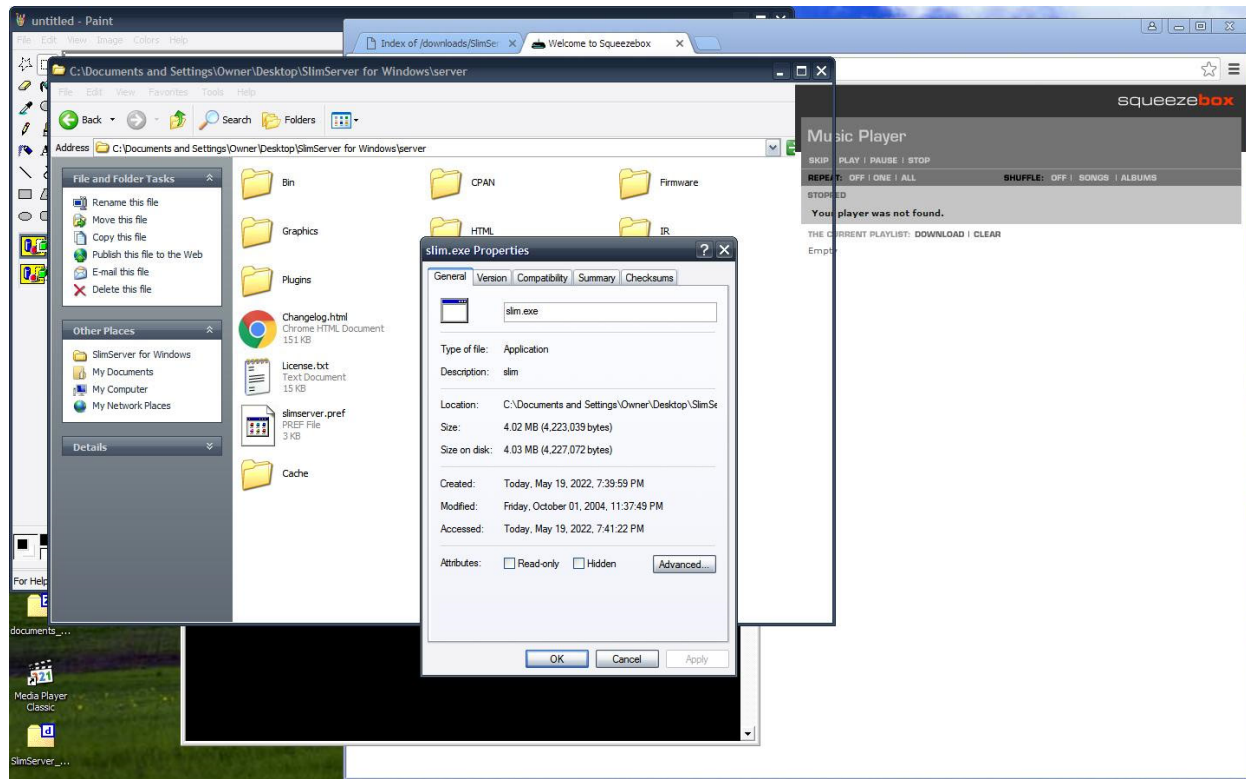 untitled - Paint
File Edit View Image Colors Help
Index of /downloads/SlimSe
Welcome to Squeezebox
C:\Documents and Settings\Owner\Desktop\SlimServer for Windows\server
File Edit View Favorites Tools Help
Back
Search
Folders
Address
C:\Documents and Settings\Owner\Desktop\SlimServer for Windows\server
File and Folder Tasks
Rename this file
Move this file
Copy this file
Publish this file to the Web
E-mail this file
Delete this file
Other Places
SlimServer for Windows
My Documents
My Computer
My Network Places
Details
Bin
CPAN
Firmware
Graphics
HTML
IR
Plugins
Changelog.html
Chrome HTML Document
151 KB
License.txt
Text Document
15 KB
slimserver.pref
PREF File
3 KB
Cache
slim.exe Properties
General Version Compatibility Summary Checksums
slim.exe
Type of file: Application
Description: slim
Location: C:\Documents and Settings\Owner\Desktop\SlimSe
Size: 4.02 MB (4,223,039 bytes)
Size on disk: 4.03 MB (4,227,072 bytes)
Created: Today, May 19, 2022, 7:39:59 PM
Modified: Friday, October 01, 2004, 11:37:49 PM
Accessed: Today, May 19, 2022, 7:41:22 PM
Attributes: Read-only Hidden Advanced...
OK Cancel Apply
squeezebox
Music Player
SKIP PLAY | PAUSE | STOP
REPEAT: OFF | ONE | ALL SHUFFLE: OFF | SONGS | ALBUMS
STOPPED
Your player was not found.
THE CURRENT PLAYLIST: DOWNLOAD | CLEAR
Empty
For Help
documents_...
Media Player
Classic
SlimServer_...